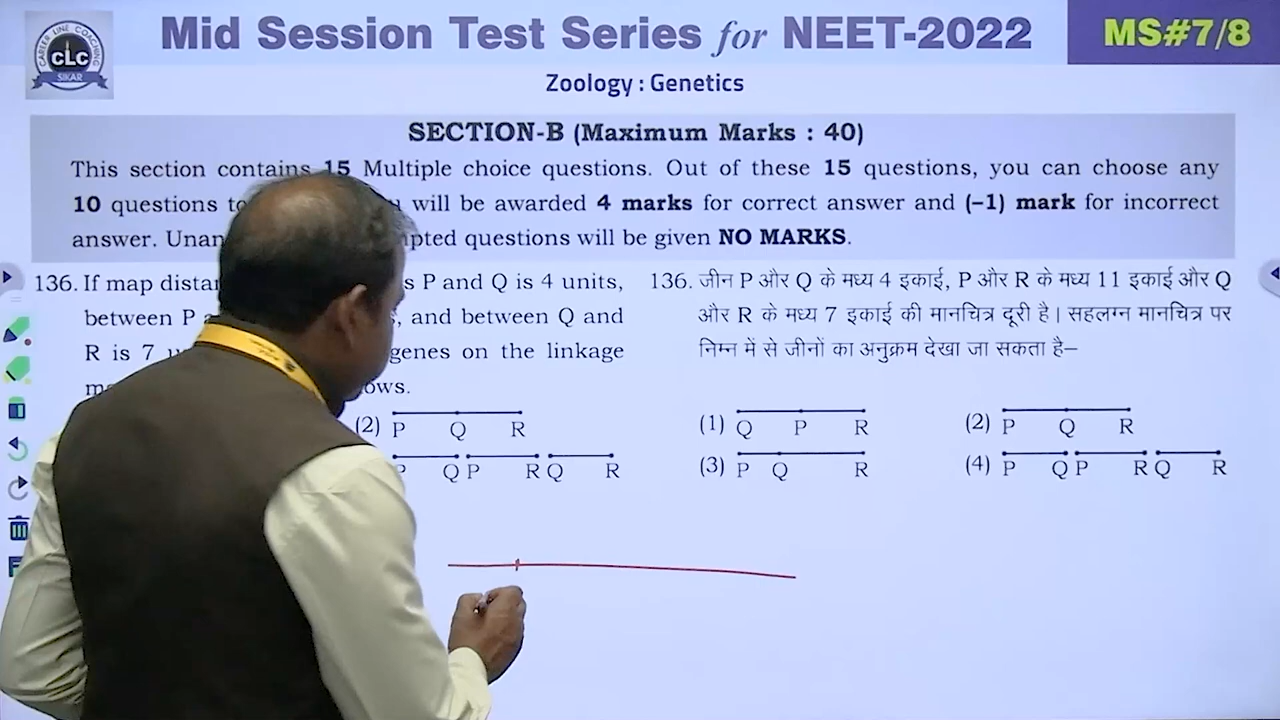 CAREER LINE COACHING
CLC
SIKAR
Mid Session Test Series for NEET-2022
MS#7/8
Zoology : Genetics
SECTION-B (Maximum Marks : 40)
This section contains 15 Multiple choice questions. Out of these 15 questions, you can choose any
10 questions will be awarded 4 marks for correct answer and (-1) mark for incorrect
answer. questions will be given NO MARKS.
136. If map P and Q is 4 units,
between P and between Q and
R is 7 genes on the linkage
(2) P Q R
Q P R Q R
136. जीन P और Q के मध्य 4 इकाई, P और R के मध्य 11 इकाई और Q
और R के मध्य 7 इकाई की मानचित्र दूरी है। सहलग्न मानचित्र पर
निम्न में से जीनों का अनुक्रम देखा जा सकता है–
(1) Q P R (2) P Q R
(3) P Q R (4) P Q P R Q R